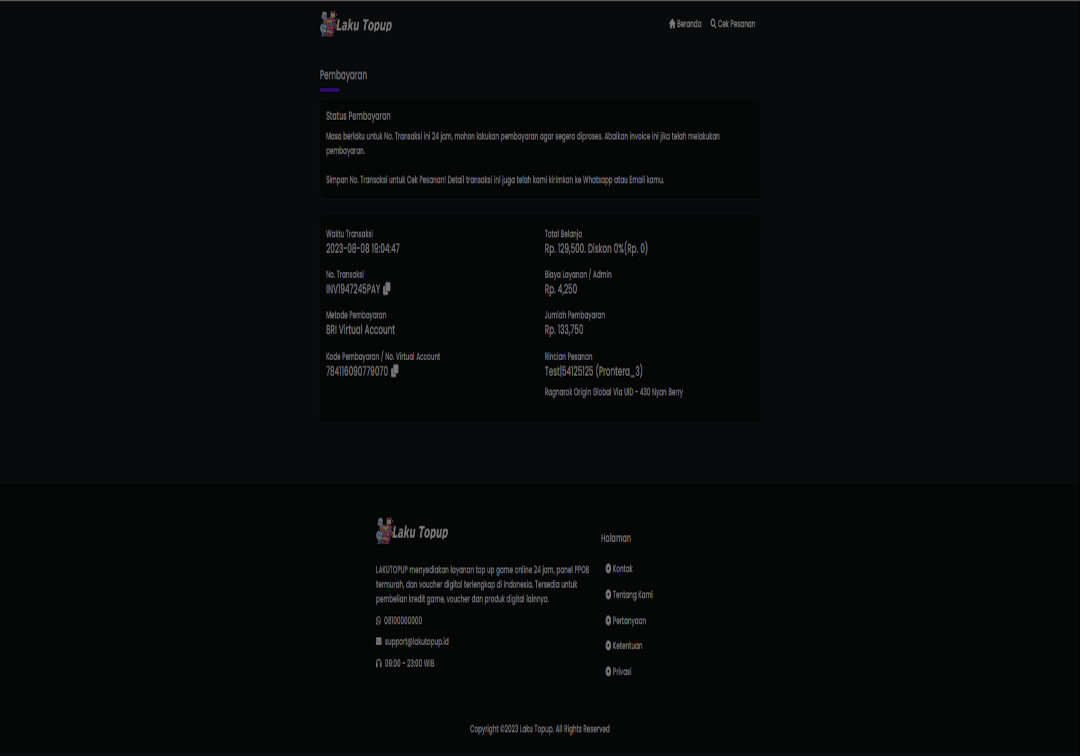 Laku Topup
Beranda Cek Pesanan
Pembayaran
Status Pembayaran
Masa berlaku untuk No. Transaksi ini 24 jam, mohon lakukan pembayaran agar segera diproses. Abaikan Invoice ini jika telah melakukan
pembayaran.
Simpan No. Transaksi untuk Cek Pesanan! Detail transaksi ini juga telah kami kirimkan ke Whatsapp atau Email kamu.
Waktu Transaksi
2023-08-08 19:04:47
No. Transaksi
INV1947245PAY
Metode Pembayaran
BRI Virtual Account
Kode Pembayaran / No. Virtual Account
784116090779070
Total Belanja
Rp. 129,500. Diskon 0%(Rp. 0)
Biaya Layanan / Admin
Rp. 4,250
Jumlah Pembayaran
Rp. 133,750
Rincian Pesanan
Test|54125125 (Prontera_3)
Ragnarok Origin Global Via UID - 430 Nyan Berry
Laku Topup
LAKUTOPUP menyediakan layanan top up game online 24 jam, panel PPOB
termurah, dan voucher digital terlengkap di Indonesia. Tersedia untuk
pembelian kredit game, voucher dan produk digital lainnya.
08100000000
support@lakutopup.id
09:00 - 23:00 WIB
Halaman
Kontak
Tentang Kami
Pertanyaan
Ketentuan
Privasi
Copyright ©2023 Laku Topup. All Rights Reserved